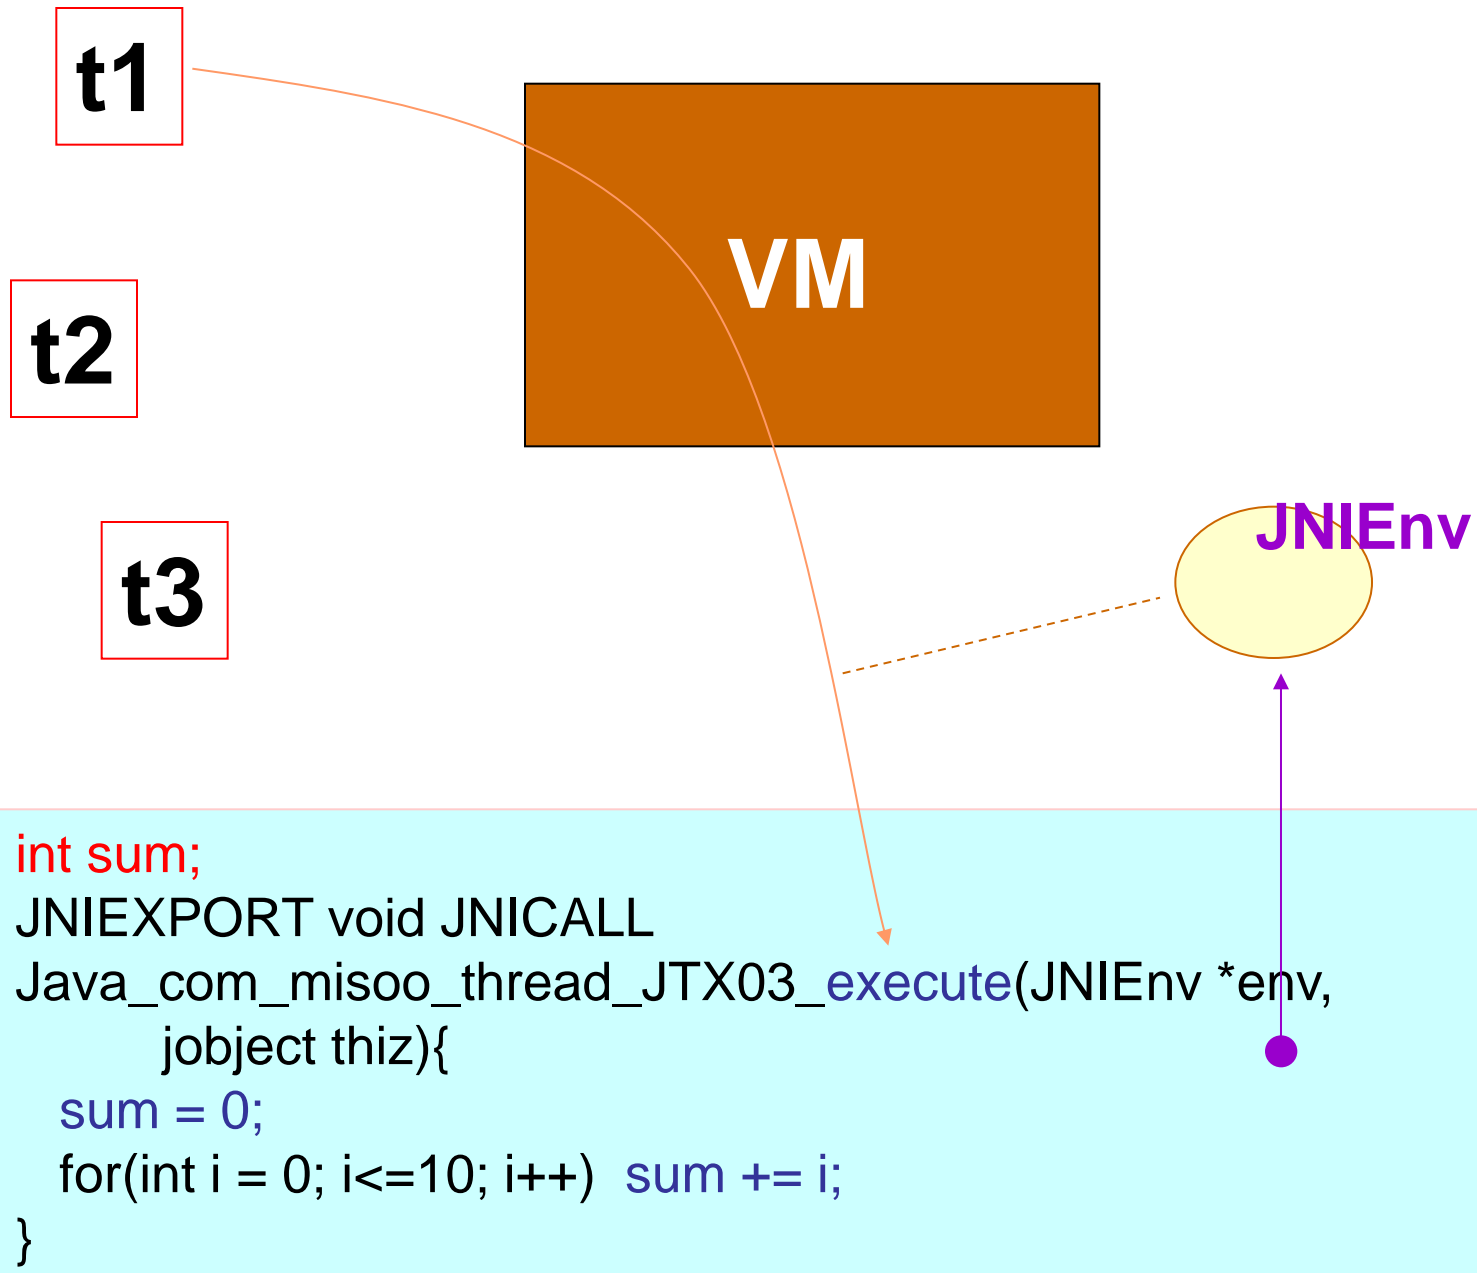 t1
VM
t2
JNIEnv
t3
int sum;
JNIEXPORT void JNICALL
Java_com_misoo_thread_JTX03_execute(JNIEnv *env,
jobject thiz){
sum = 0;
for(int i = 0; i<=10; i++)  sum += i;
}